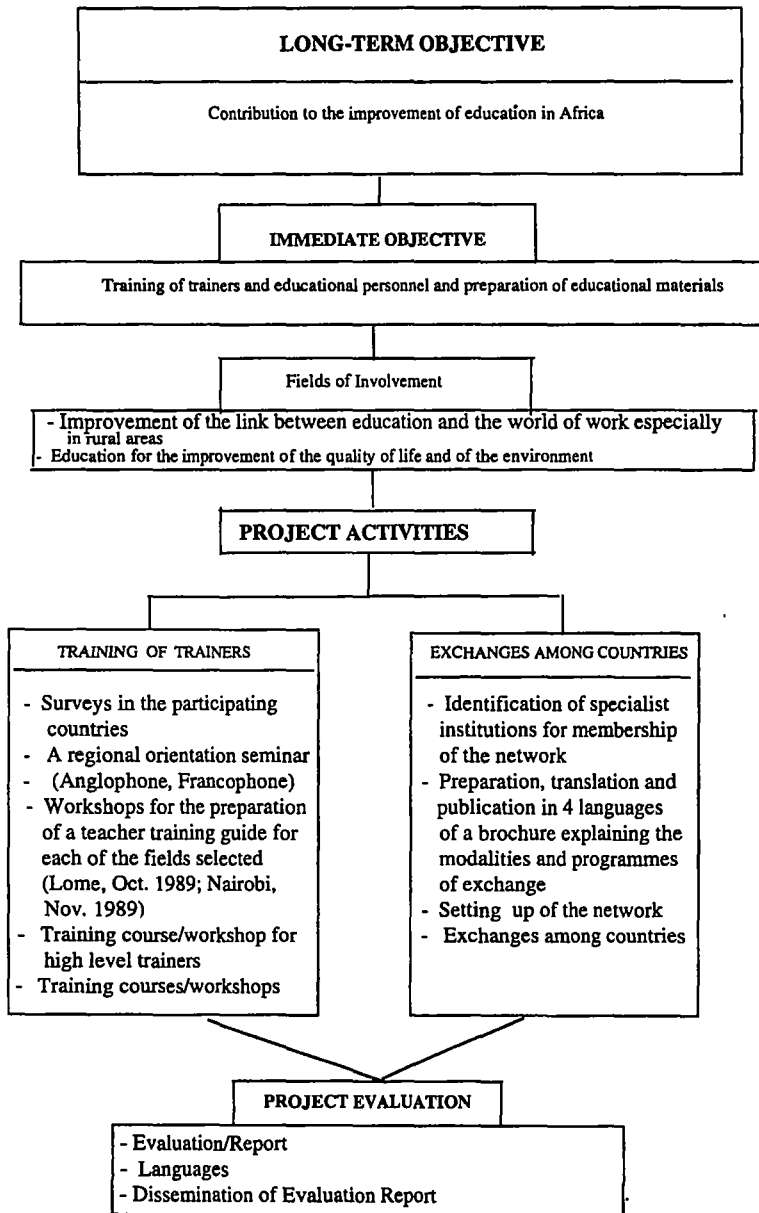 LONG-TERM OBJECTIVE
Contribution to the improvement of education in Africa
IMMEDIATE OBJECTIVE
Training of trainers and educational personnel and preparation of educational materials
Fields of Involvement
- Improvement of the link between education and the world of work especially
in rural areas
- Education for the improvement of the quality of life and of the environment
PROJECT ACTIVITIES
TRAINING OF TRAINERS
- Surveys in the participating
countries
- A regional orientation seminar
- (Anglophone, Francophone)
- Workshops for the preparation
of a teacher training guide for
each of the fields selected
(Lome, Oct. 1989; Nairobi,
Nov. 1989)
- Training course/workshop for
high level trainers
- Training courses/workshops
EXCHANGES AMONG COUNTRIES
- Identification of specialist
institutions for membership
of the network
- Preparation, translation and
publication in 4 languages
of a brochure explaining the
modalities and programmes
of exchange
- Setting up of the network
- Exchanges among countries
PROJECT EVALUATION
- Evaluation/Report
- Languages
- Dissemination of Evaluation Report